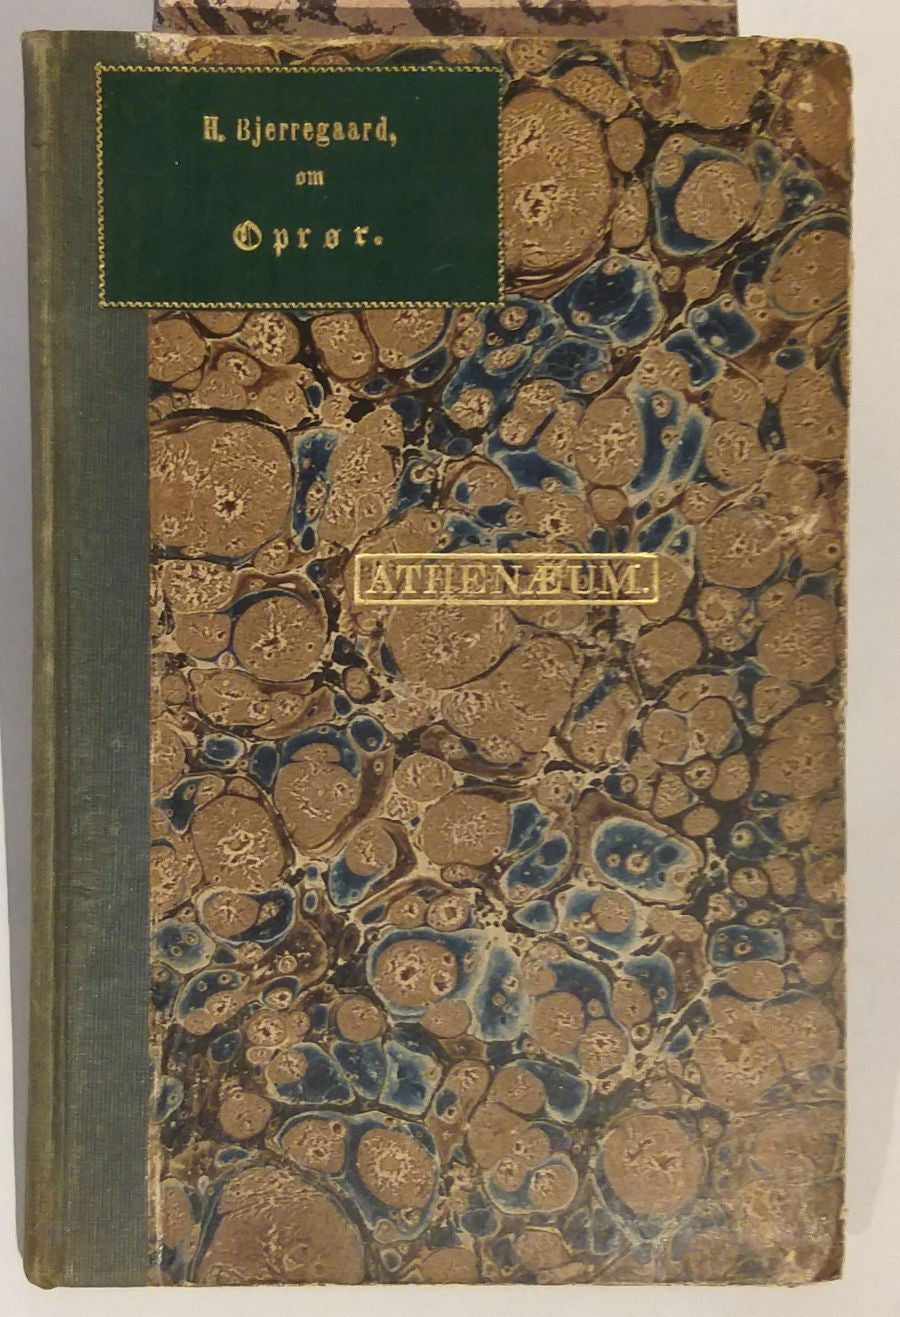 H. Bjerregaard,
om
Oprør.
ATHENÆUM.